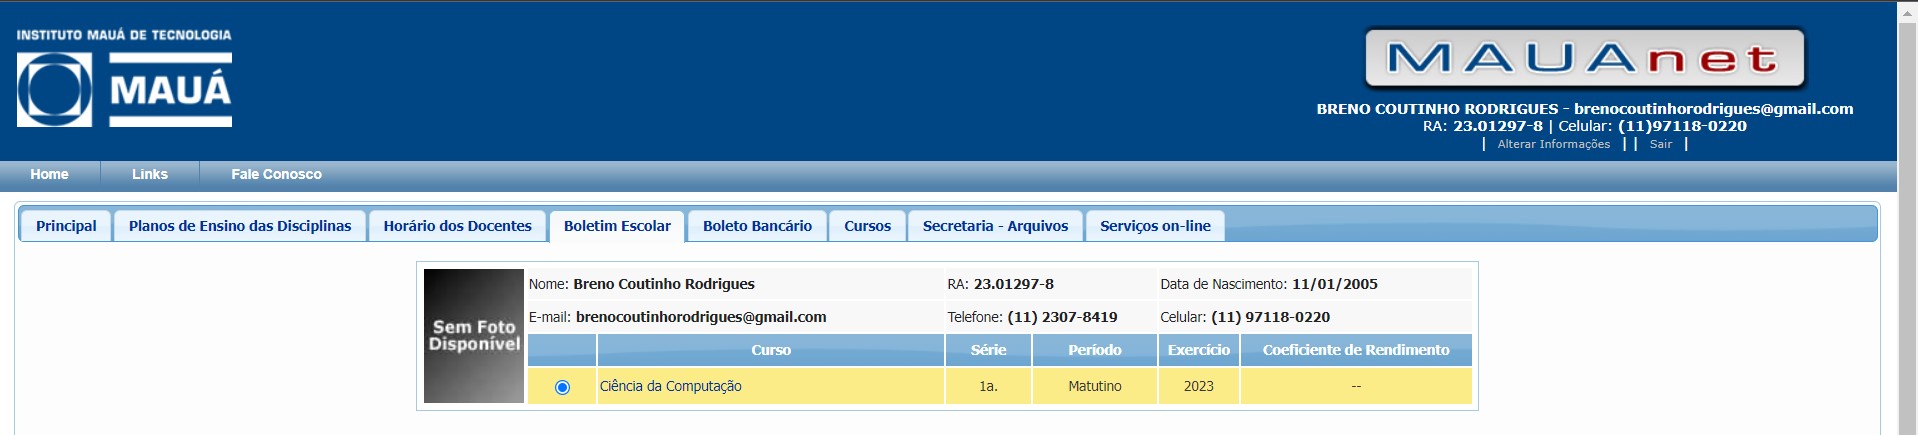 INSTITUTO MAUÁ DE TECNOLOGIA
MAUÁ
MAUAnet
BRENO COUTINHO RODRIGUES - brenocoutinhorodrigues@gmail.com
RA: 23.01297-8 | Celular: (11)97118-0220
| Alterar Informações | | Sair |
Home Links Fale Conosco
Principal Planos de Ensino das Disciplinas Horário dos Docentes Boletim Escolar Boleto Bancário Cursos Secretaria - Arquivos Serviços on-line
Sem Foto
Disponível
Nome: Breno Coutinho Rodrigues RA: 23.01297-8 Data de Nascimento: 11/01/2005
E-mail: brenocoutinhorodrigues@gmail.com Telefone: (11) 2307-8419 Celular: (11) 97118-0220
Curso Série Período Exercício Coeficiente de Rendimento
Ciência da Computação 1a. Matutino 2023 --